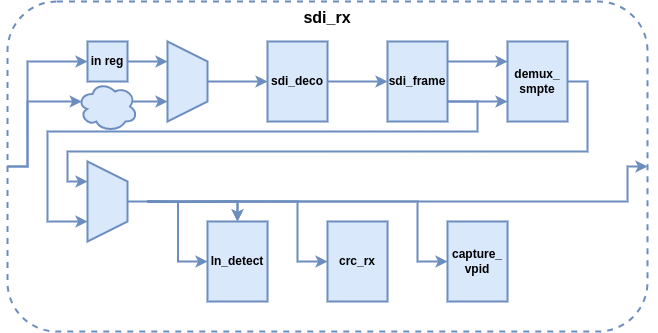 sdi_rx
in reg
sdi_deco
sdi_frame
demux_
smpte
ln_detect
crc_rx
capture_
vpid